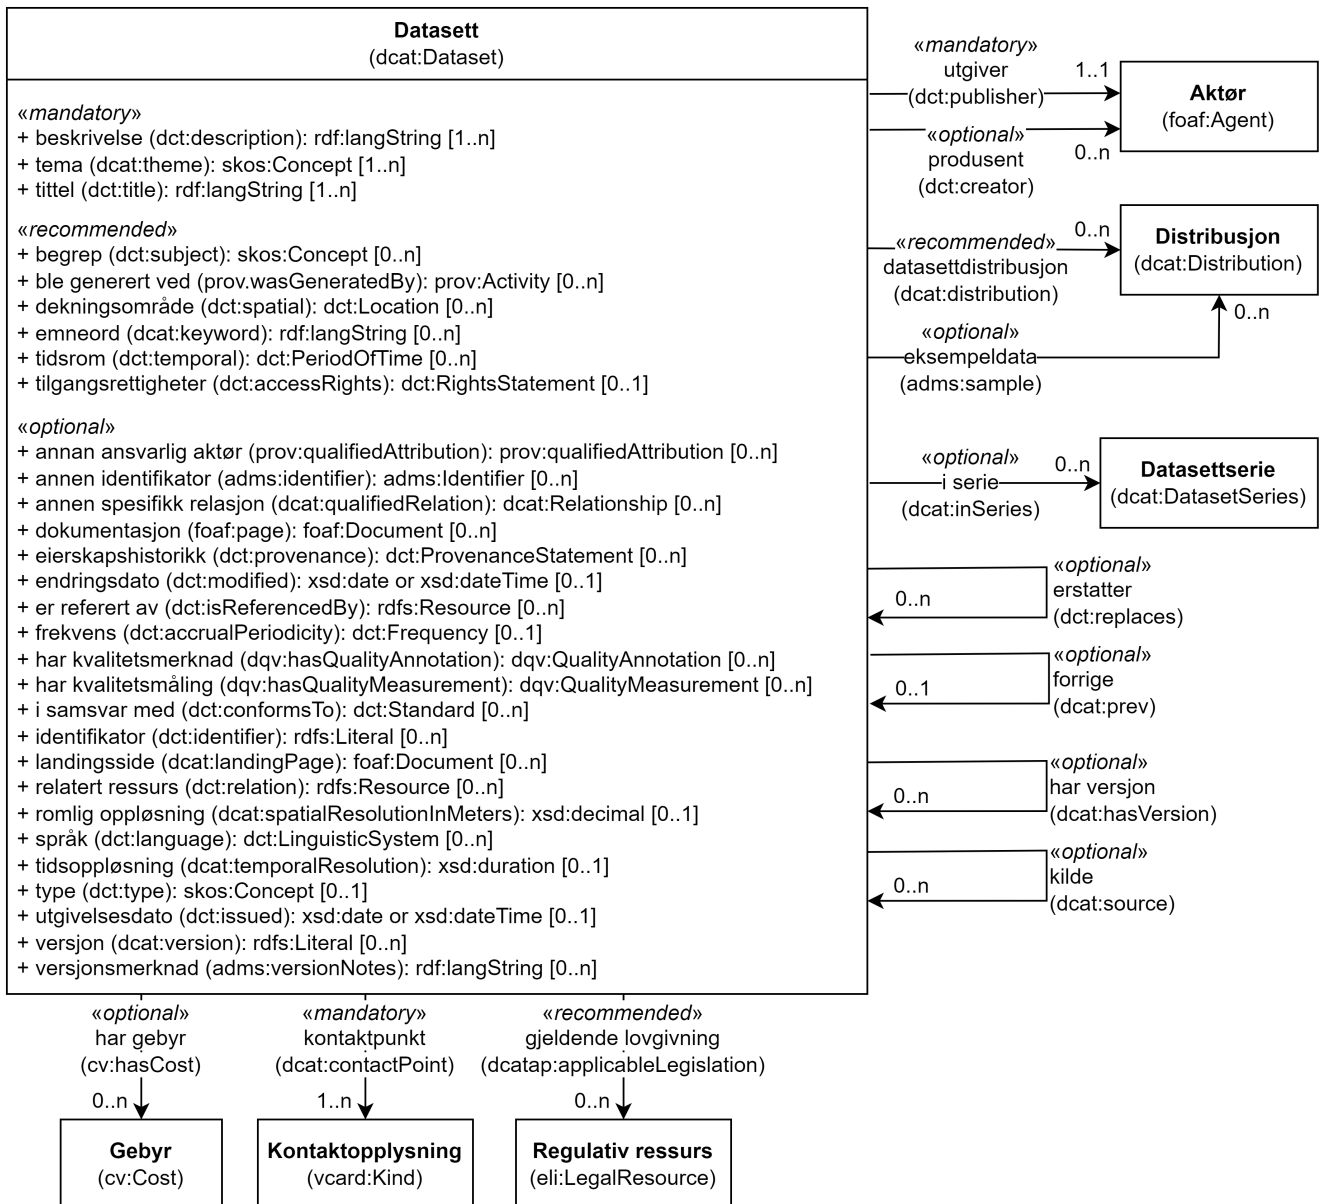 Datasett
(dcat:Dataset)
«mandatory»
+ beskrivelse (dct:description): rdf:langString [1..n]
+ tema (dcat:theme): skos:Concept [1..n]
+ tittel (dct:title): rdf:langString [1..n]
«recommended»
+ begrep (dct:subject): skos:Concept [0..n]
+ ble generert ved (prov.wasGeneratedBy): prov:Activity [0..n]
+ dekningsområde (dct:spatial): dct:Location [0..n]
+ emneord (dcat:keyword): rdf:langString [0..n]
+ tidsrom (dct:temporal): dct:PeriodOfTime [0..n]
+ tilgangsrettigheter (dct:accessRights): dct:RightsStatement [0..1]
«optional»
+ annan ansvarlig aktør (prov:qualifiedAttribution): prov:qualifiedAttribution [0..n]
+ annen identifikator (adms:identifier): adms:Identifier [0..n]
+ annen spesifikk relasjon (dcat:qualifiedRelation): dcat:Relationship [0..n]
+ dokumentasjon (foaf:page): foaf:Document [0..n]
+ eierskapshistorikk (dct:provenance): dct:ProvenanceStatement [0..n]
+ endringsdato (dct:modified): xsd:date or xsd:dateTime [0..1]
+ er referert av (dct:isReferencedBy): rdfs:Resource [0..n]
+ frekvens (dct:accrualPeriodicity): dct:Frequency [0..1]
+ har kvalitetsmerknad (dqv:hasQualityAnnotation): dqv:QualityAnnotation [0..n]
+ har kvalitetsmåling (dqv:hasQualityMeasurement): dqv:QualityMeasurement [0..n]
+ i samsvar med (dct:conformsTo): dct:Standard [0..n]
+ identifikator (dct:identifier): rdfs:Literal [0..n]
+ landingsside (dcat:landingPage): foaf:Document [0..n]
+ relatert ressurs (dct:relation): rdfs:Resource [0..n]
+ romlig oppløsning (dcat:spatialResolutionInMeters): xsd:decimal [0..1]
+ språk (dct:language): dct:LinguisticSystem [0..n]
+ tidsoppløsning (dcat:temporalResolution): xsd:duration [0..1]
+ type (dct:type): skos:Concept [0..1]
+ utgivelsesdato (dct:issued): xsd:date or xsd:dateTime [0..1]
+ versjon (dcat:version): rdfs:Literal [0..n]
+ versjonsmerknad (adms:versionNotes): rdf:langString [0..n]
«mandatory»
utgiver
(dct:publisher)
1..1
«optional»
produsent
(dct:creator)
0..n
Aktør
(foaf:Agent)
«recommended»
datasettdistribusjon
(dcat:distribution)
0..n
Distribusjon
(dcat:Distribution)
«optional»
eksempeldata
(adms:sample)
0..n
«optional»
i serie
(dcat:inSeries)
0..n
Datasettserie
(dcat:DatasetSeries)
«optional»
erstatter
(dct:replaces)
0..n
«optional»
forrige
(dcat:prev)
0..1
«optional»
har versjon
(dcat:hasVersion)
0..n
«optional»
kilde
(dcat:source)
0..n
«optional»
har gebyr
(cv:hasCost)
0..n
Gebyr
(cv:Cost)
«mandatory»
kontaktpunkt
(dcat:contactPoint)
1..n
Kontaktopplysning
(vcard:Kind)
«recommended»
gjeldende lovgivning
(dcatap:applicableLegislation)
0..n
Regulativ ressurs
(eli:LegalResource)